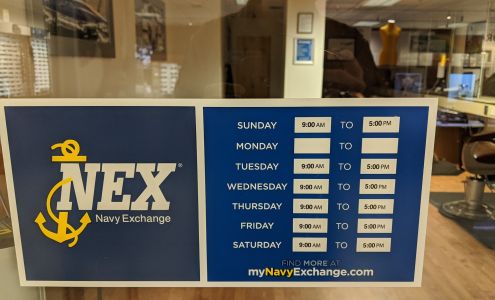 NEX®
Navy Exchange
SUNDAY 9:00 AM TO 5:00 PM
MONDAY TO
TUESDAY 9:00 AM TO 5:00 PM
WEDNESDAY 9:00 AM TO 5:00 PM
THURSDAY 9:00 AM TO 5:00 PM
FRIDAY 9:00 AM TO 5:00 PM
SATURDAY 9:00 AM TO 5:00 PM
FIND MORE AT
myNavyExchange.com